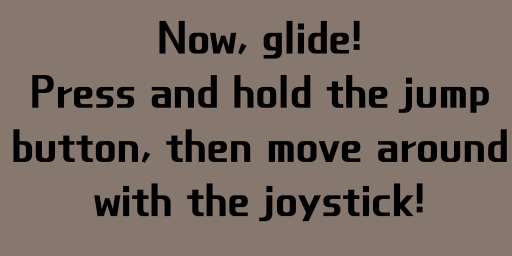 Now, glide!
Press and hold the jump
button, then move around
with the joystick!